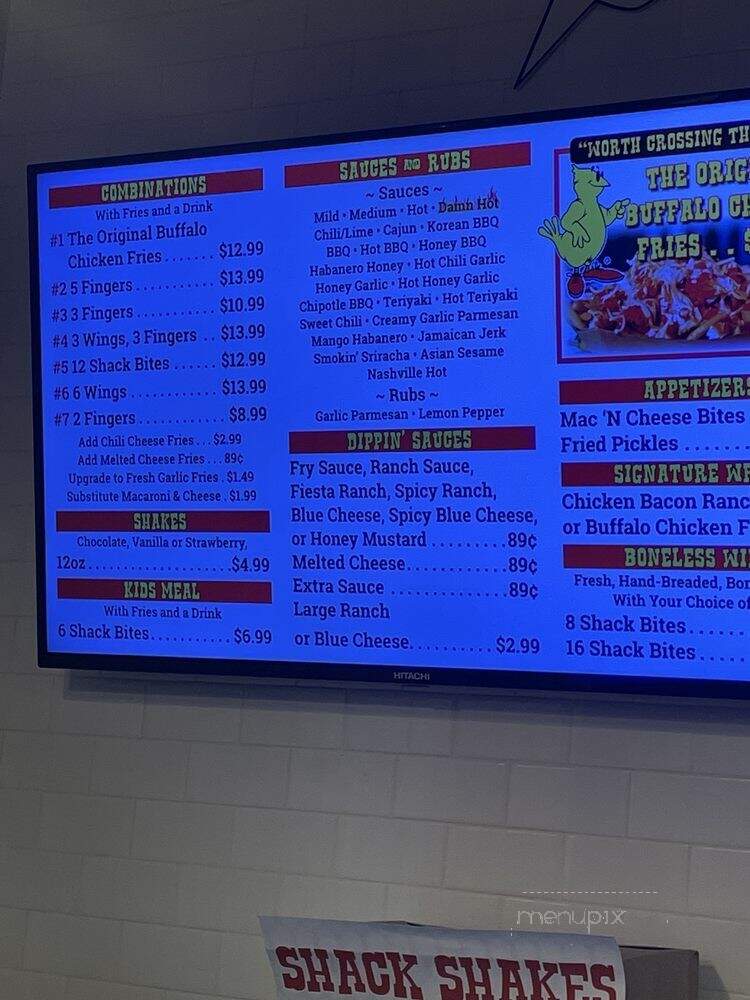 COMBINATIONS
With Fries and a Drink
#1 The Original Buffalo
Chicken Fries . . . . . . . $12.99
#2 5 Fingers . . . . . . . . . . . $13.99
#3 3 Fingers . . . . . . . . . . . $10.99
#4 3 Wings, 3 Fingers . . $13.99
#5 12 Shack Bites . . . . . . $12.99
#6 6 Wings . . . . . . . . . . . . $13.99
#7 2 Fingers . . . . . . . . . . . . $8.99
Add Chili Cheese Fries . . . $2.99
Add Melted Cheese Fries . . . 89¢
Upgrade to Fresh Garlic Fries . $1.49
Substitute Macaroni & Cheese . $1.99
SHAKES
Chocolate, Vanilla or Strawberry,
12oz . . . . . . . . . . . . . . . . . . $4.99
KIDS MEAL
With Fries and a Drink
6 Shack Bites . . . . . . . . . . $6.99
SAUCES AND RUBS
~ Sauces ~
Mild • Medium • Hot • Damn Hot
Chili/Lime • Cajun • Korean BBQ
BBQ • Hot BBQ • Honey BBQ
Habanero Honey • Hot Chili Garlic
Honey Garlic • Hot Honey Garlic
Chipotle BBQ • Teriyaki • Hot Teriyaki
Sweet Chili • Creamy Garlic Parmesan
Mango Habanero • Jamaican Jerk
Smokin' Sriracha • Asian Sesame
Nashville Hot
~ Rubs ~
Garlic Parmesan • Lemon Pepper
DIPPIN' SAUCES
Fry Sauce, Ranch Sauce,
Fiesta Ranch, Spicy Ranch,
Blue Cheese, Spicy Blue Cheese,
or Honey Mustard . . . . . . . . . 89¢
Melted Cheese . . . . . . . . . . . . 89¢
Extra Sauce . . . . . . . . . . . . . . 89¢
Large Ranch
or Blue Cheese. . . . . . . . . . . $2.99
"WORTH CROSSING TH
THE ORIG
BUFFALO CH
FRIES . . $
APPETIZERS
Mac 'N Cheese Bites
Fried Pickles . . . . . . .
SIGNATURE WR
Chicken Bacon Ranc
or Buffalo Chicken F
BONELESS WI
Fresh, Hand-Breaded, Bon
With Your Choice of
8 Shack Bites . . . . . .
16 Shack Bites . . . . .
HITACHI
menupix
SHACK SHAKES